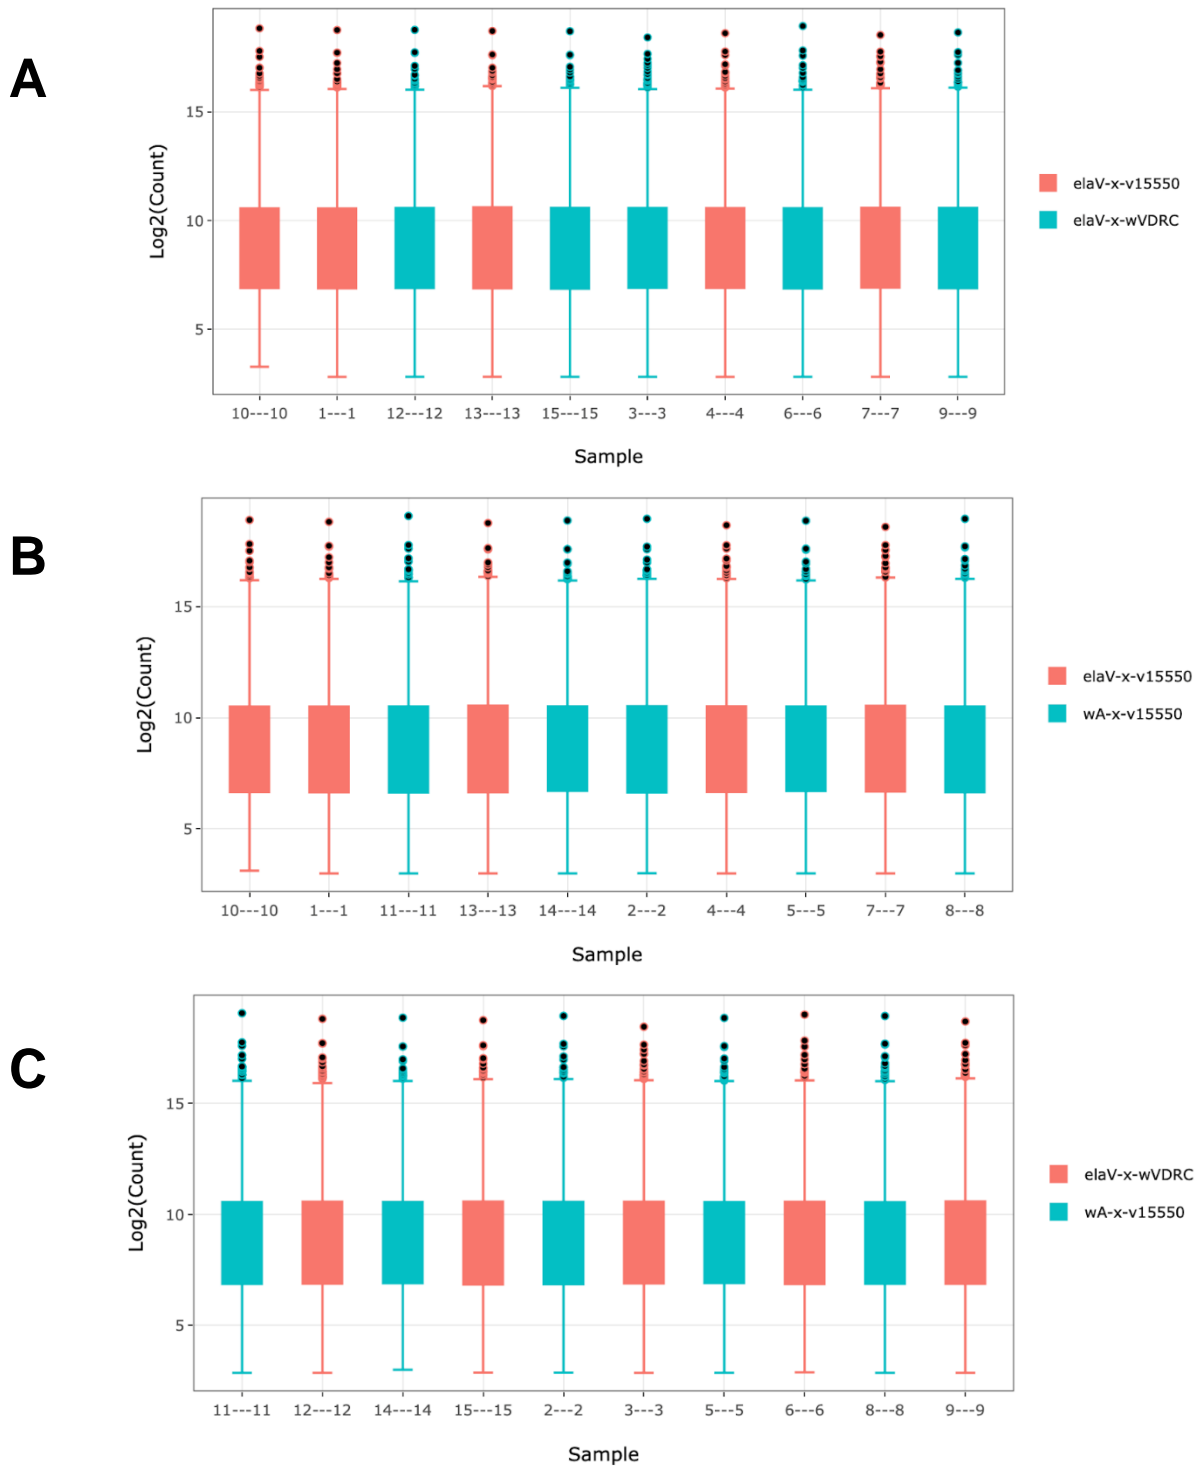 A
Log2(Count)
15
10
5
10---10 1---1 12---12 13---13 15---15 3---3 4---4 6---6 7---7 9---9
Sample
elaV-x-v15550
elaV-x-wVDRC
B
Log2(Count)
15
10
5
10---10 1---1 11---11 13---13 14---14 2---2 4---4 5---5 7---7 8---8
Sample
elaV-x-v15550
wA-x-v15550
C
Log2(Count)
15
10
5
11---11 12---12 14---14 15---15 2---2 3---3 5---5 6---6 8---8 9---9
Sample
elaV-x-wVDRC
wA-x-v15550